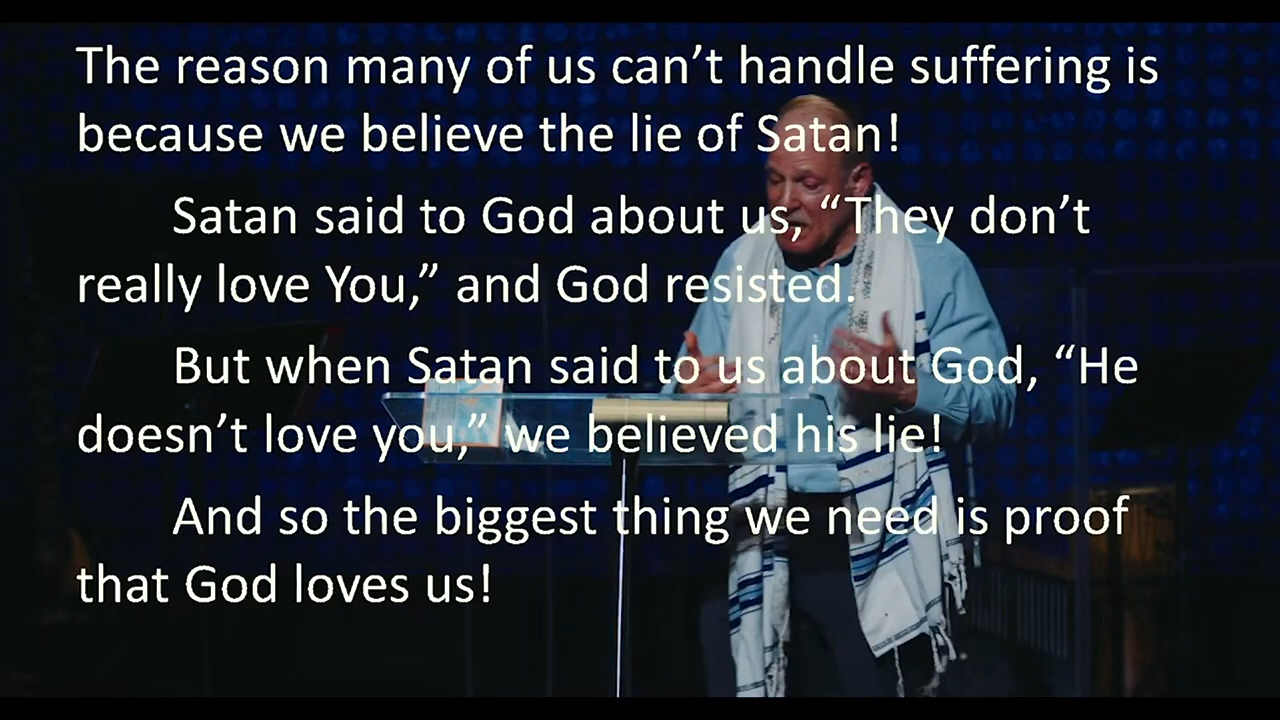 The reason many of us can’t handle suffering is
because we believe the lie of Satan!
Satan said to God about us, “They don’t
really love You,” and God resisted.
But when Satan said to us about God, “He
doesn’t love you,” we believed his lie!
And so the biggest thing we need is proof
that God loves us!